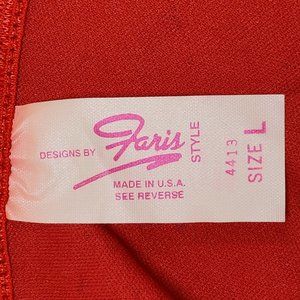 DESIGNS BY Faris
MADE IN U.S.A.
SEE REVERSE
STYLE 4413
SIZE L